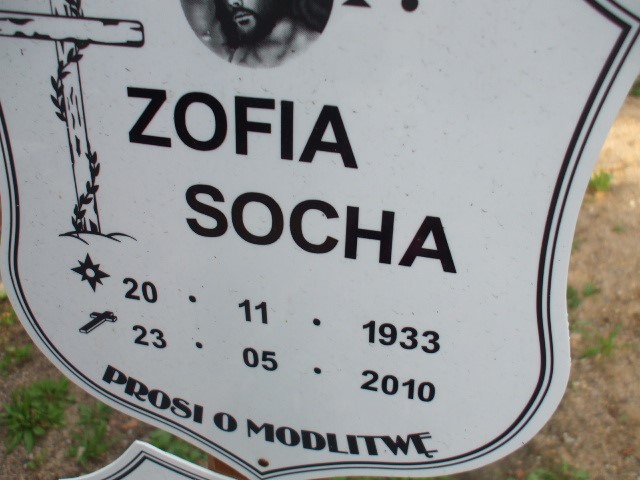 ZOFIA
SOCHA
20 . 11 . 1933
23 . 05 . 2010
PROSI O MODLITWĘ